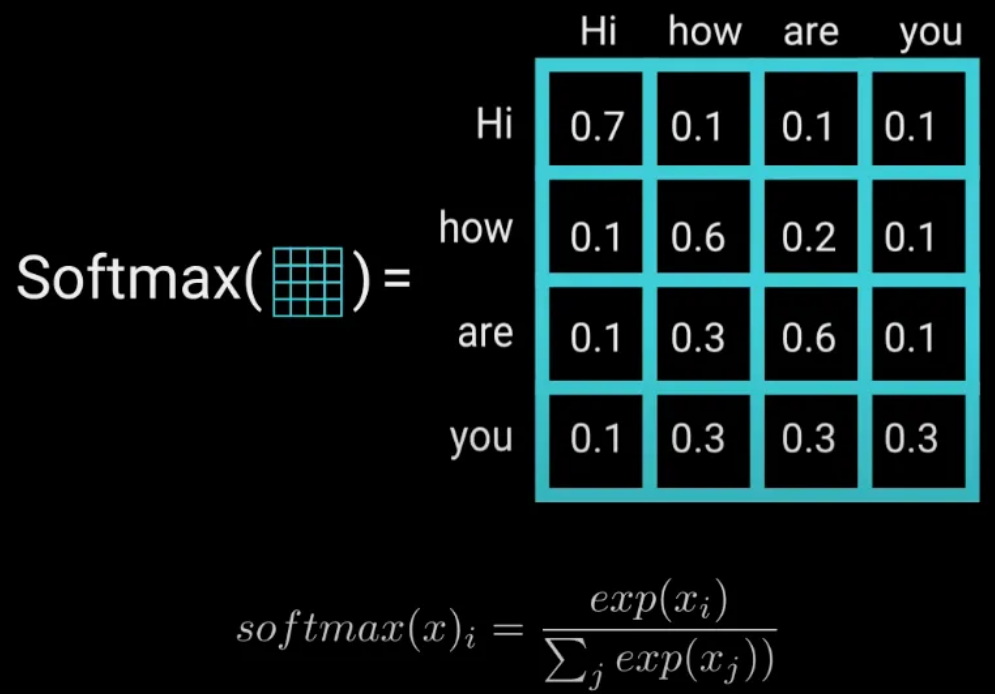 Hi how are you
Hi 0.7 0.1 0.1 0.1
how 0.1 0.6 0.2 0.1
Softmax( ) =
are 0.1 0.3 0.6 0.1
you 0.1 0.3 0.3 0.3
softmax(x)_i = exp(x_i) / ∑_j exp(x_j))